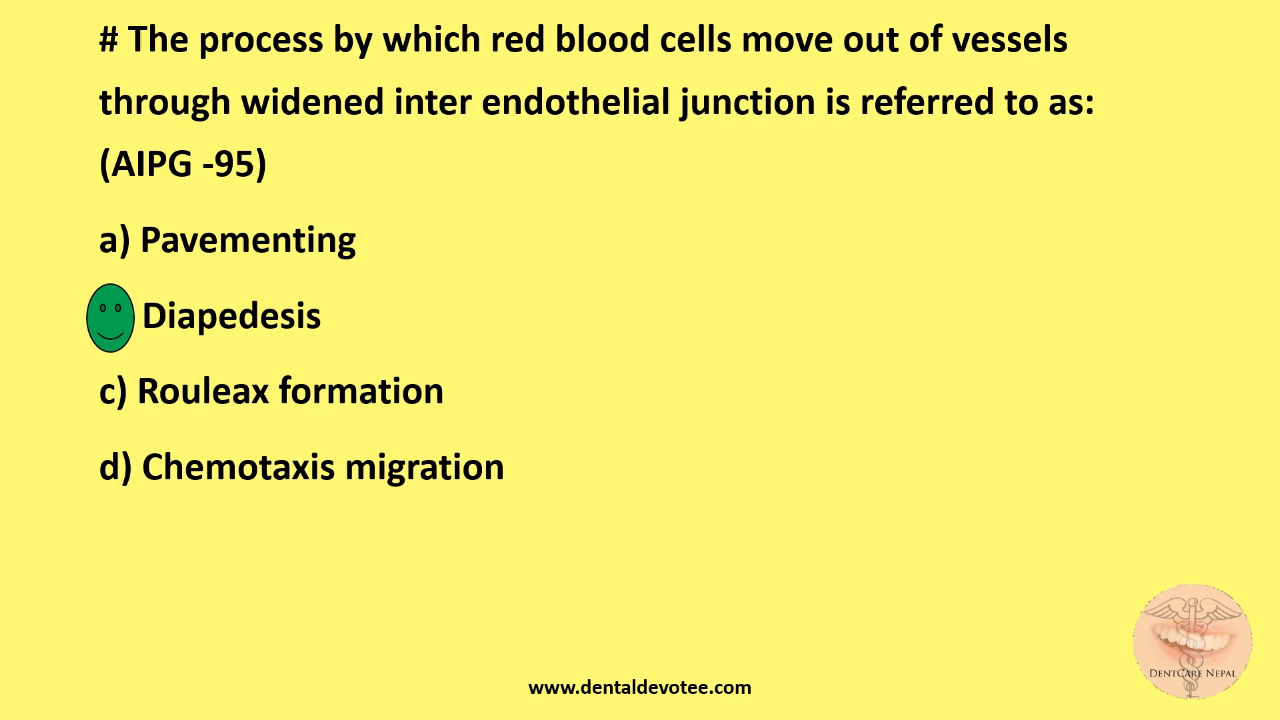 # The process by which red blood cells move out of vessels
through widened inter endothelial junction is referred to as:
(AIPG -95)
a) Pavementing
Diapedesis
c) Rouleax formation
d) Chemotaxis migration
DentCare Nepal
www.dentaldevotee.com